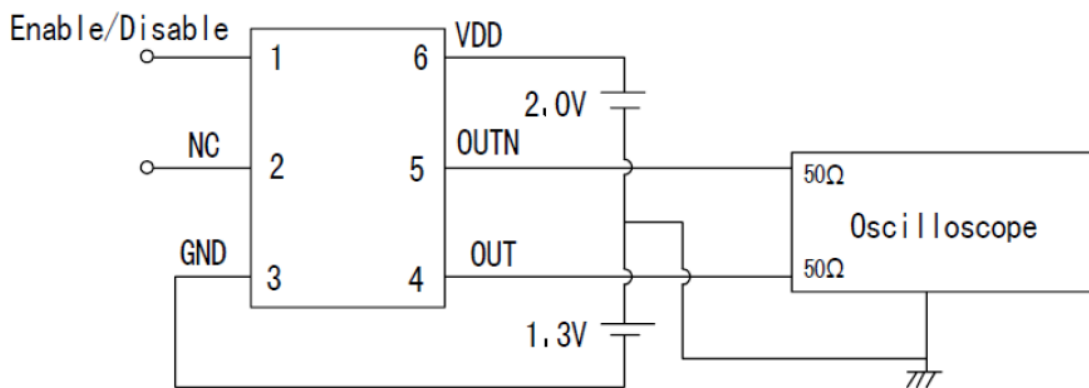 Enable/Disable
1
6
VDD
2.0V
NC
2
5
OUTN
50Ω
Oscilloscope
GND
3
4
OUT
50Ω
1.3V